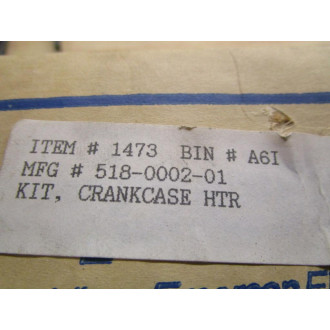 ITEM # 1473 BIN # A6I
MFG # 518-0002-01
KIT, CRANKCASE HTR